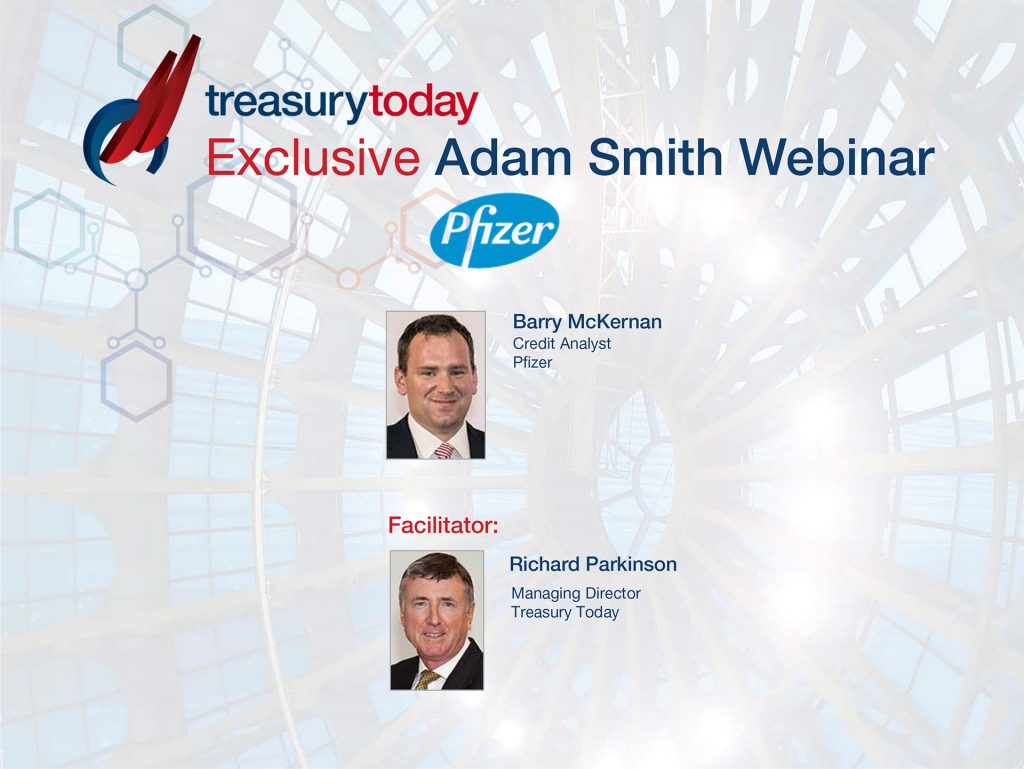 treasurytoday
Exclusive Adam Smith Webinar
Pfizer
Barry McKernan
Credit Analyst
Pfizer
Facilitator:
Richard Parkinson
Managing Director
Treasury Today